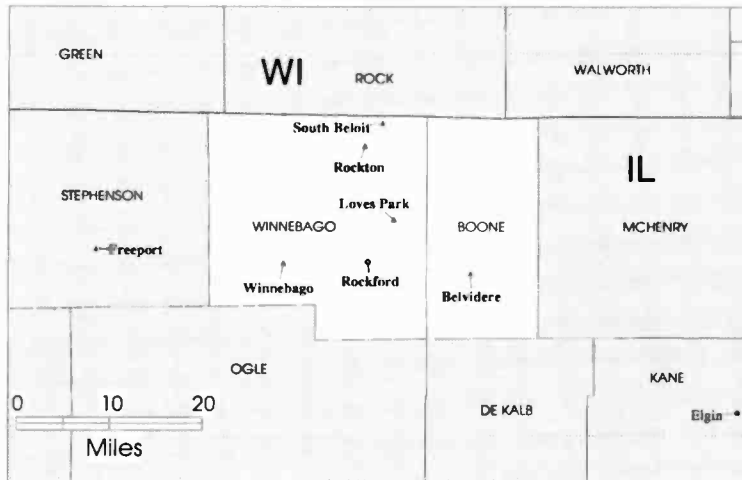 GREEN
WI
ROCK
WALWORTH
South Beloit
Rockton
IL
STEPHENSON
Loves Park
WINNEBAGO
BOONE
MCHENRY
Freeport
Winnebago
Rockford
Belvidere
OGLE
KANE
0 10 20
Miles
DE KALB
Elgin